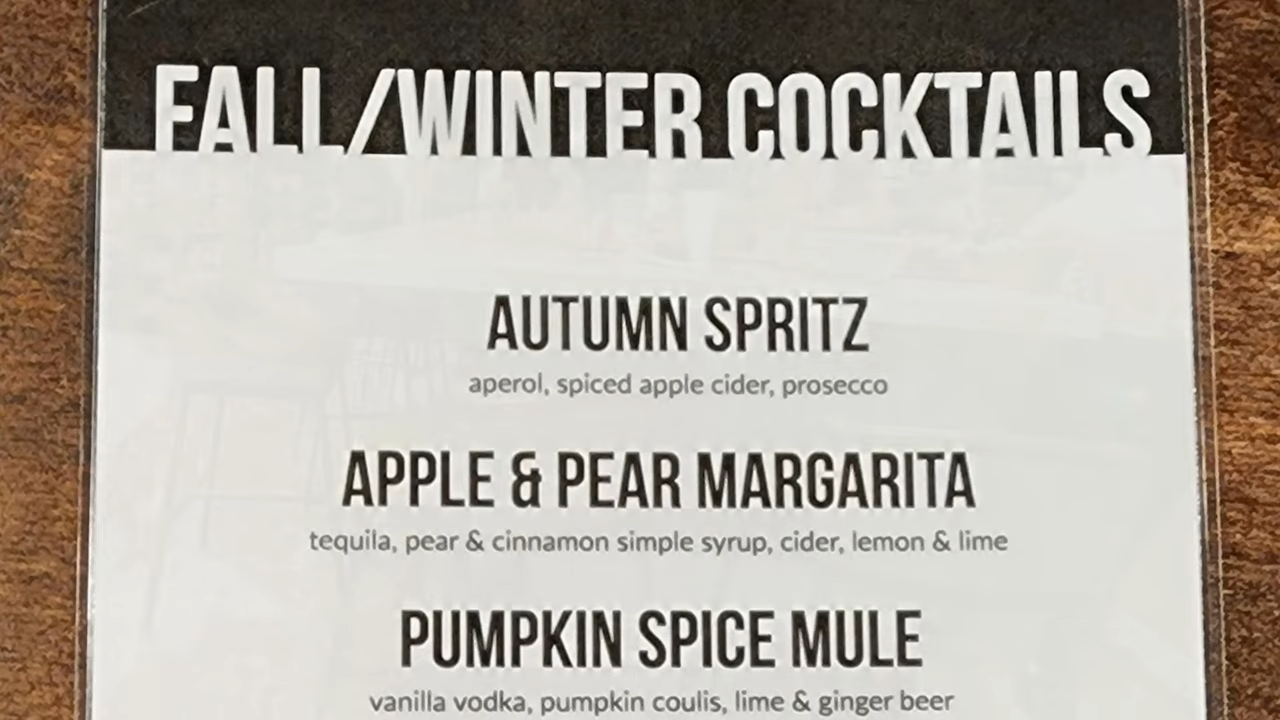 FALL/WINTER COCKTAILS
AUTUMN SPRITZ
aperol, spiced apple cider, prosecco
APPLE & PEAR MARGARITA
tequila, pear & cinnamon simple syrup, cider, lemon & lime
PUMPKIN SPICE MULE
vanilla vodka, pumpkin coulis, lime & ginger beer